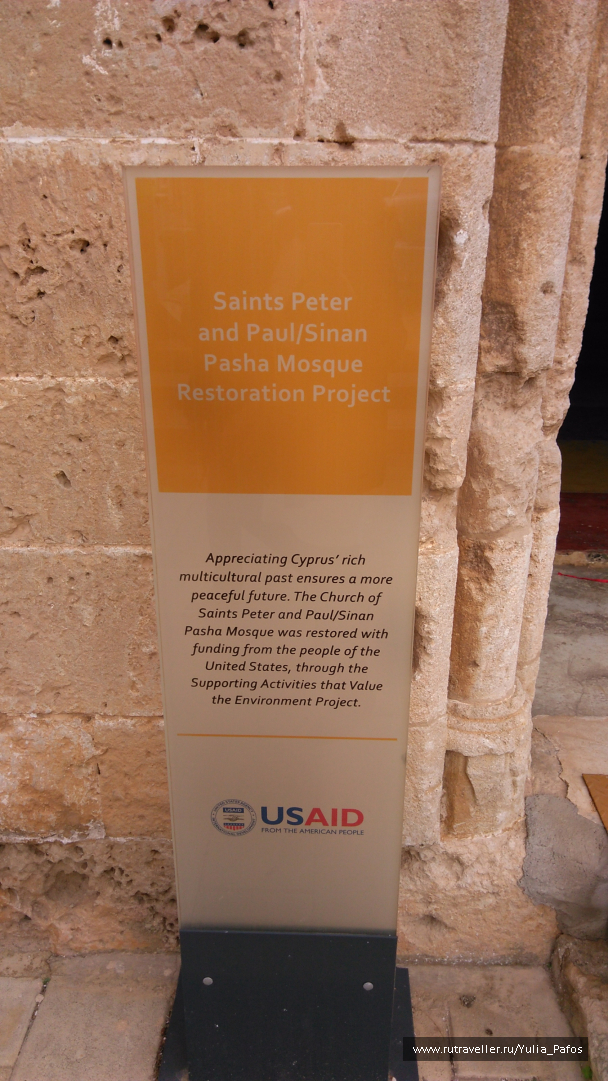 Saints Peter
and Paul/Sinan
Pasha Mosque
Restoration Project
Appreciating Cyprus' rich
multicultural past ensures a more
peaceful future. The Church of
Saints Peter and Paul/Sinan
Pasha Mosque was restored with
funding from the people of the
United States, through the
Supporting Activities that Value
the Environment Project.
USAID
USAID
FROM THE AMERICAN PEOPLE
www.rutraveller.ru/Yulia_Pafos